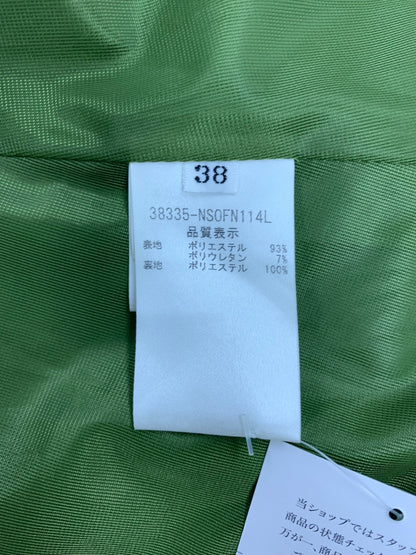 38
38335-NSOFN114L
品質表示
表地 ポリエステル 93%
ポリウレタン 7%
裏地 ポリエステル 100%
当ショップではスタッフ
商品の状態チェッ
万が一、商